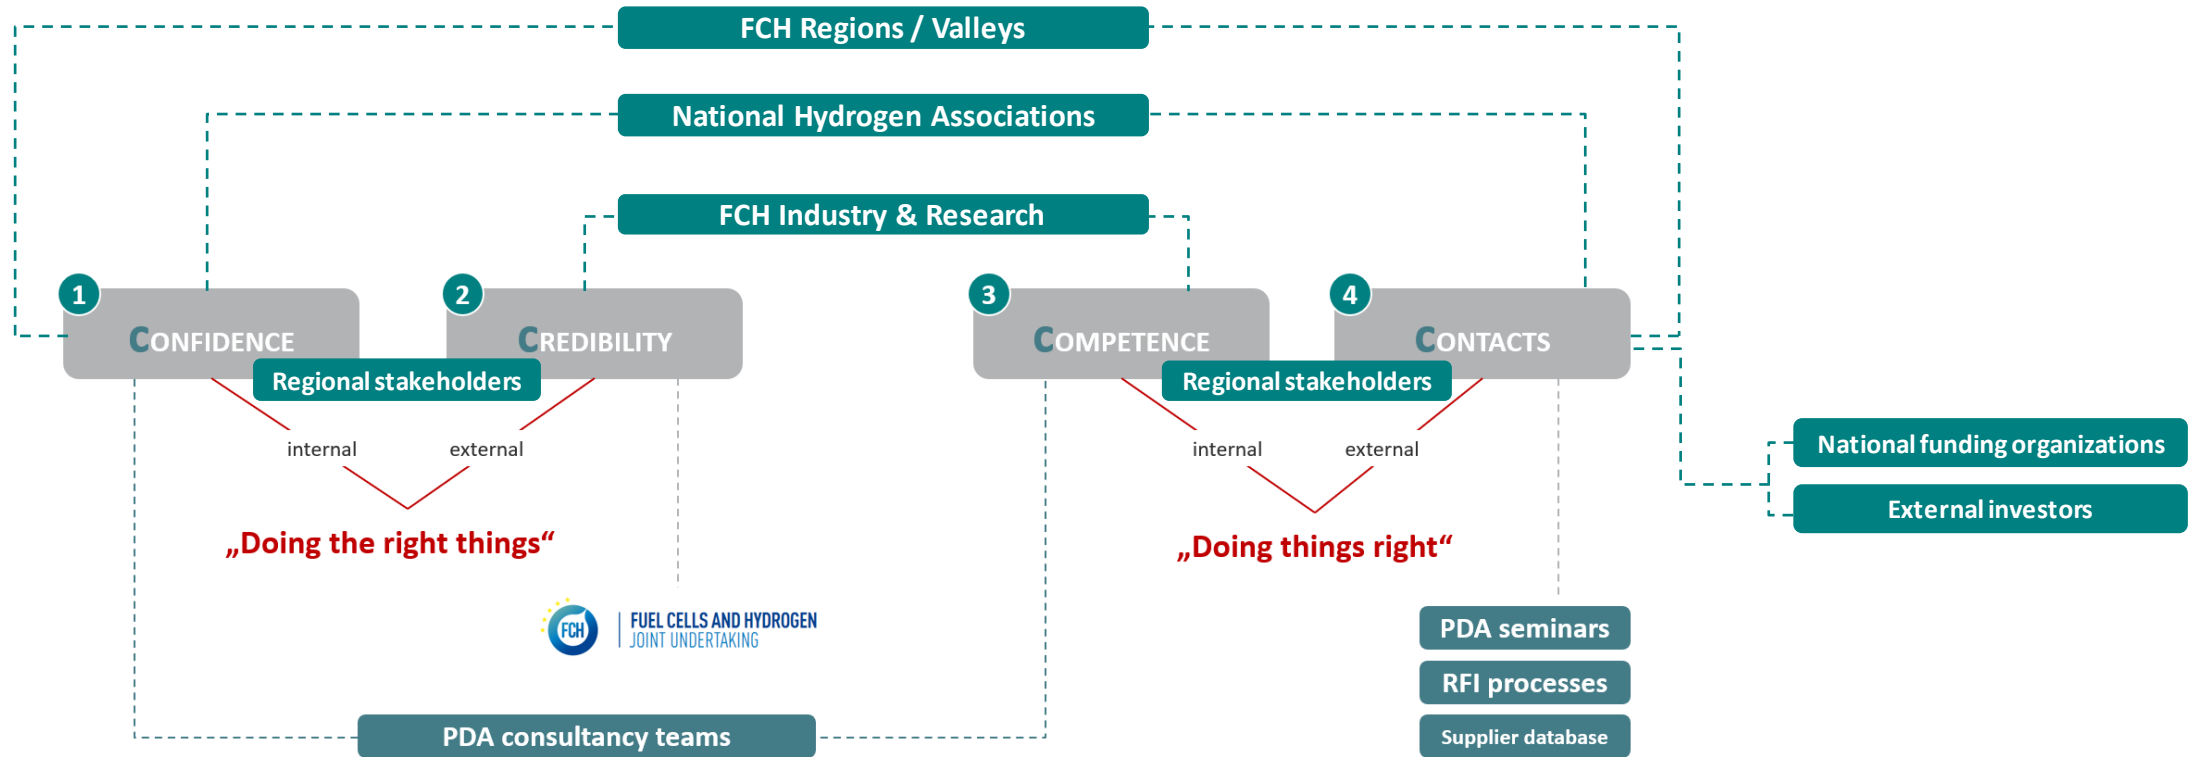 FCH Regions / Valleys
National Hydrogen Associations
FCH Industry & Research
1
2
3
4
CONFIDENCE
CREDIBILITY
COMPETENCE
CONTACTS
Regional stakeholders
Regional stakeholders
internal
external
internal
external
National funding organizations
External investors
„Doing the right things“
„Doing things right“
FCH
FUEL CELLS AND HYDROGEN
JOINT UNDERTAKING
PDA seminars
RFI processes
Supplier database
PDA consultancy teams